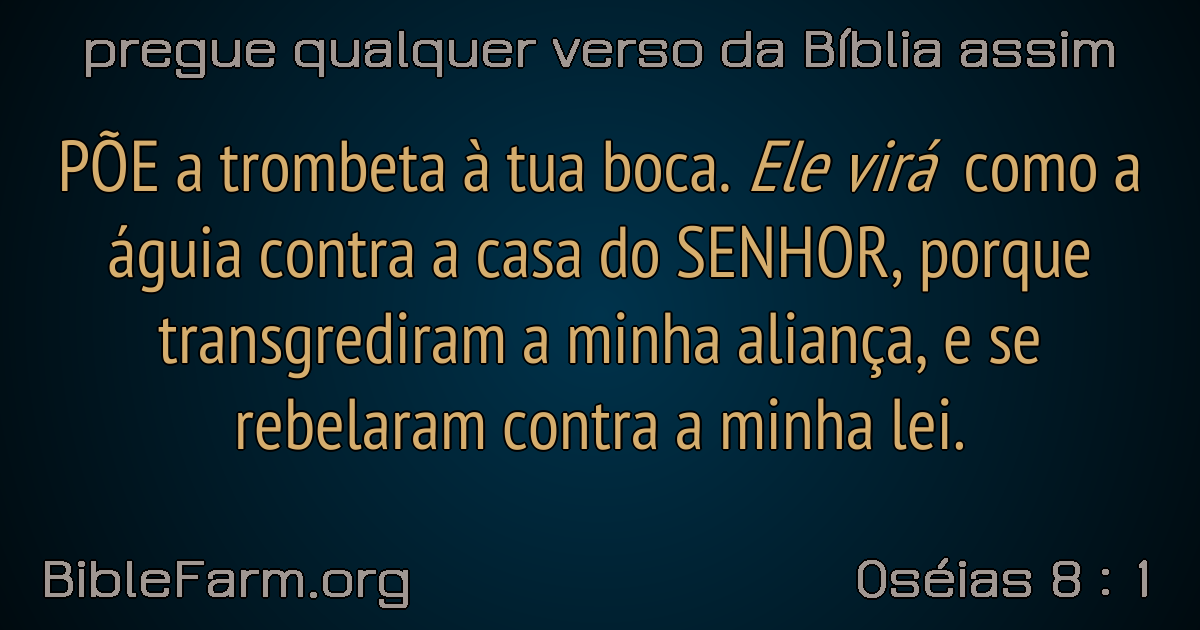 pregue qualquer verso da Bíblia assim
PÕE a trombeta à tua boca. Ele virá como a
águia contra a casa do SENHOR, porque
transgrediram a minha aliança, e se
rebelaram contra a minha lei.
BibleFarm.org
Oséias 8 : 1